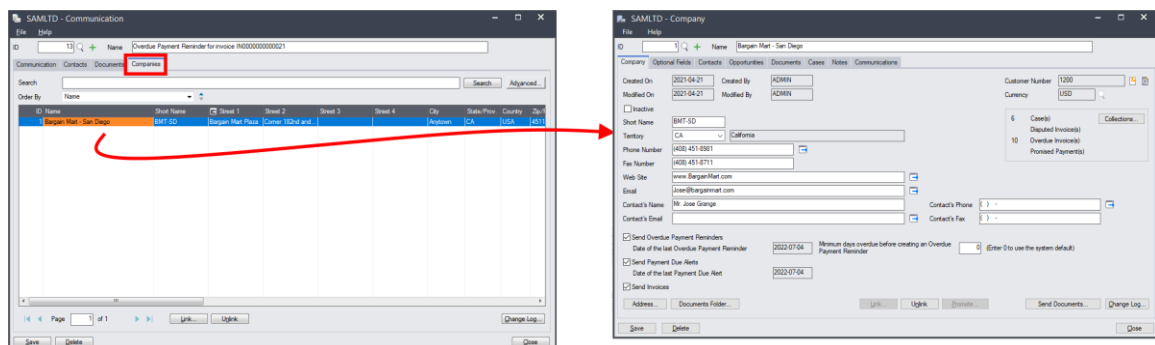 SAMLTD - Communication
File Help
ID 13 Name Overdue Payment Reminder for invoice IN0000000000021
Communication Contacts Documents Companies
Search Search Advanced...
Order By Name
ID Name Short Name Street 1 Street 2 Street 3 Street 4 City State/Prov. Country Zip/
1 Bargain Mart - San Diego BMT-SD Bargain Mart Plaza Corner 182nd and... Anytown CA USA 4511
Page 1 of 1 Link... Unlink Change Log...
Save Delete Close
SAMLTD - Company
File Help
ID 1 Name Bargain Mart - San Diego
Company Optional Fields Contacts Opportunities Documents Cases Notes Communications
Created On 2021-04-21 Created By ADMIN Customer Number 1200
Modified On 2021-04-21 Modified By ADMIN Currency USD
Inactive
6 Case(s) Collections...
Short Name BMT-SD Disputed Invoice(s)
Territory CA California 10 Overdue Invoice(s)
Promised Payment(s)
Phone Number (408) 451-8981
Fax Number (408) 451-8711
Web Site www.BargainMart.com
Email Jose@bargainmart.com
Contact's Name Mr. Jose Grange Contact's Phone ( ) -
Contact's Email Contact's Fax ( ) -
Send Overdue Payment Reminders
Date of the last Overdue Payment Reminder 2022-07-04 Minimum days overdue before creating an Overdue Payment Reminder 0 (Enter 0 to use the system default)
Send Payment Due Alerts
Date of the last Payment Due Alert 2022-07-04
Send Invoices
Address... Documents Folder... Link... Unlink Promote... Send Documents... Change Log...
Save Delete Close